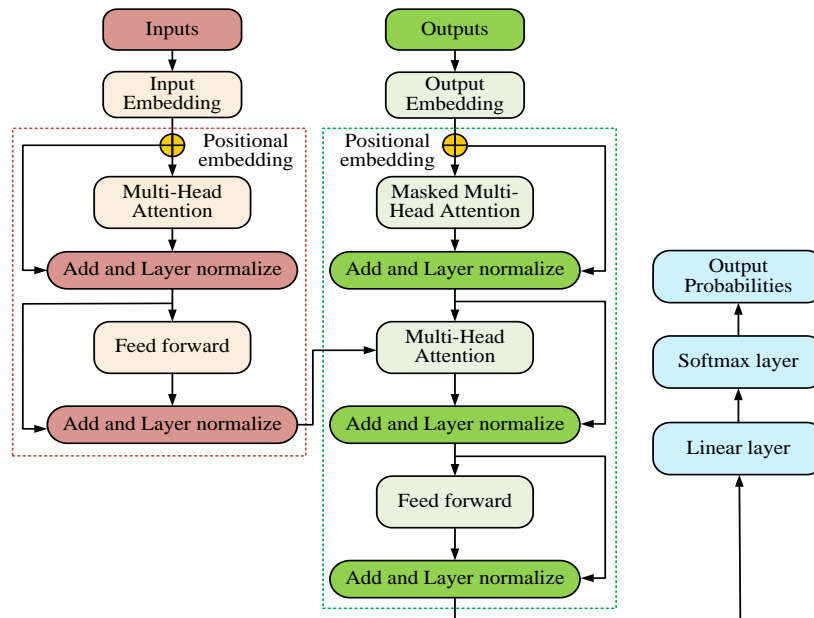 Inputs
Input
Embedding
Positional
embedding
Multi-Head
Attention
Add and Layer normalize
Feed forward
Add and Layer normalize
Outputs
Output
Embedding
Positional
embedding
Masked Multi-
Head Attention
Add and Layer normalize
Multi-Head
Attention
Add and Layer normalize
Feed forward
Add and Layer normalize
Output
Probabilities
Softmax layer
Linear layer